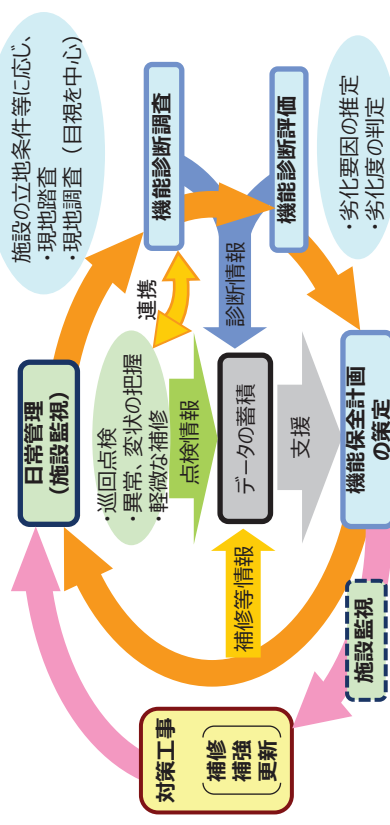 日常管理
(施設監視)
・巡回点検
・異常、変状の把握
・軽微な補修
連携
施設の立地条件等に応じ、
・現地踏査
・現地調査 (目視を中心)
機能診断調査
点検情報
診断情報
データの蓄積
補修等情報
支援
機能診断評価
・劣化要因の推定
・劣化度の判定
機能保全計画
の策定
施設監視
対策工事
補修
補強
更新